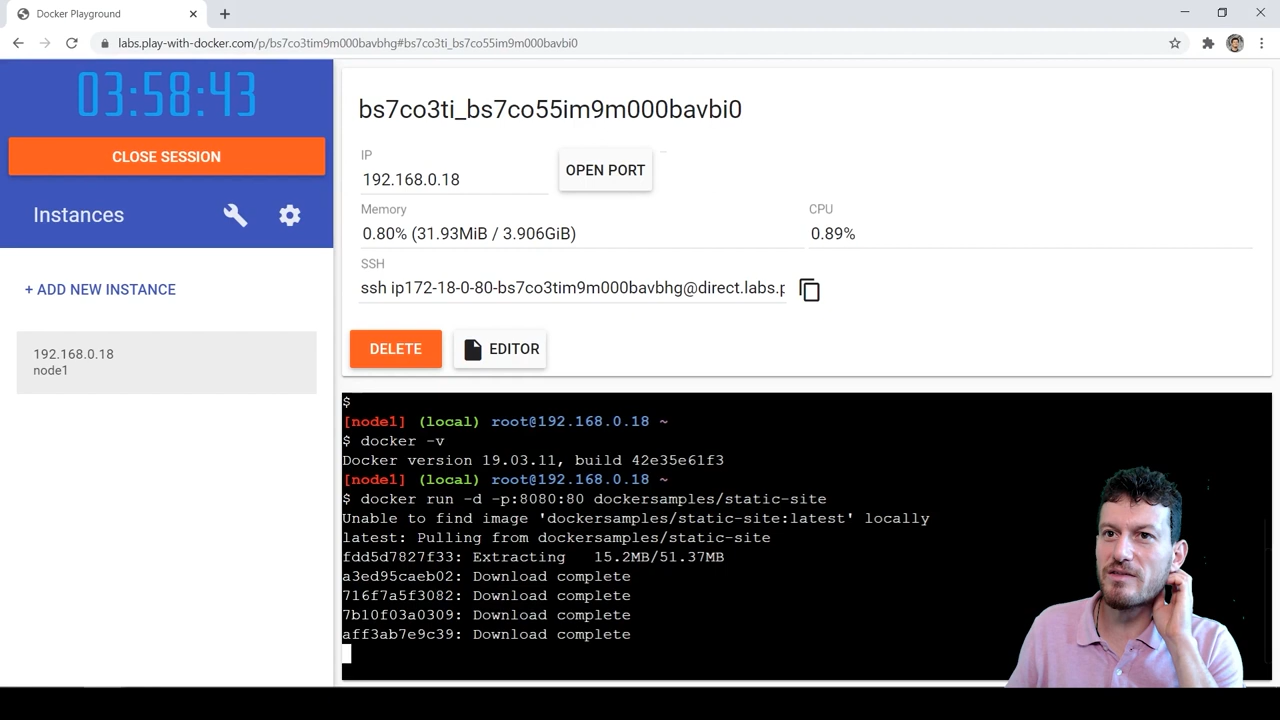 Docker Playground
labs.play-with-docker.com/p/bs7co3tim9m000bavbhg#bs7co3ti_bs7co55im9m000bavbi0
03:58:43
CLOSE SESSION
Instances
+ ADD NEW INSTANCE
192.168.0.18
node1
bs7co3ti_bs7co55im9m000bavbi0
IP
192.168.0.18
OPEN PORT
Memory
0.80% (31.93MiB / 3.906GiB)
CPU
0.89%
SSH
ssh ip172-18-0-80-bs7co3tim9m000bavbhg@direct.labs.p
DELETE
EDITOR
$
[node1] (local) root@192.168.0.18 ~
$ docker -v
Docker version 19.03.11, build 42e35e61f3
[node1] (local) root@192.168.0.18 ~
$ docker run -d -p:8080:80 dockersamples/static-site
Unable to find image 'dockersamples/static-site:latest' locally
latest: Pulling from dockersamples/static-site
fdd5d7827f33: Extracting 15.2MB/51.37MB
a3ed95caeb02: Download complete
716f7a5f3082: Download complete
7b10f03a0309: Download complete
aff3ab7e9c39: Download complete